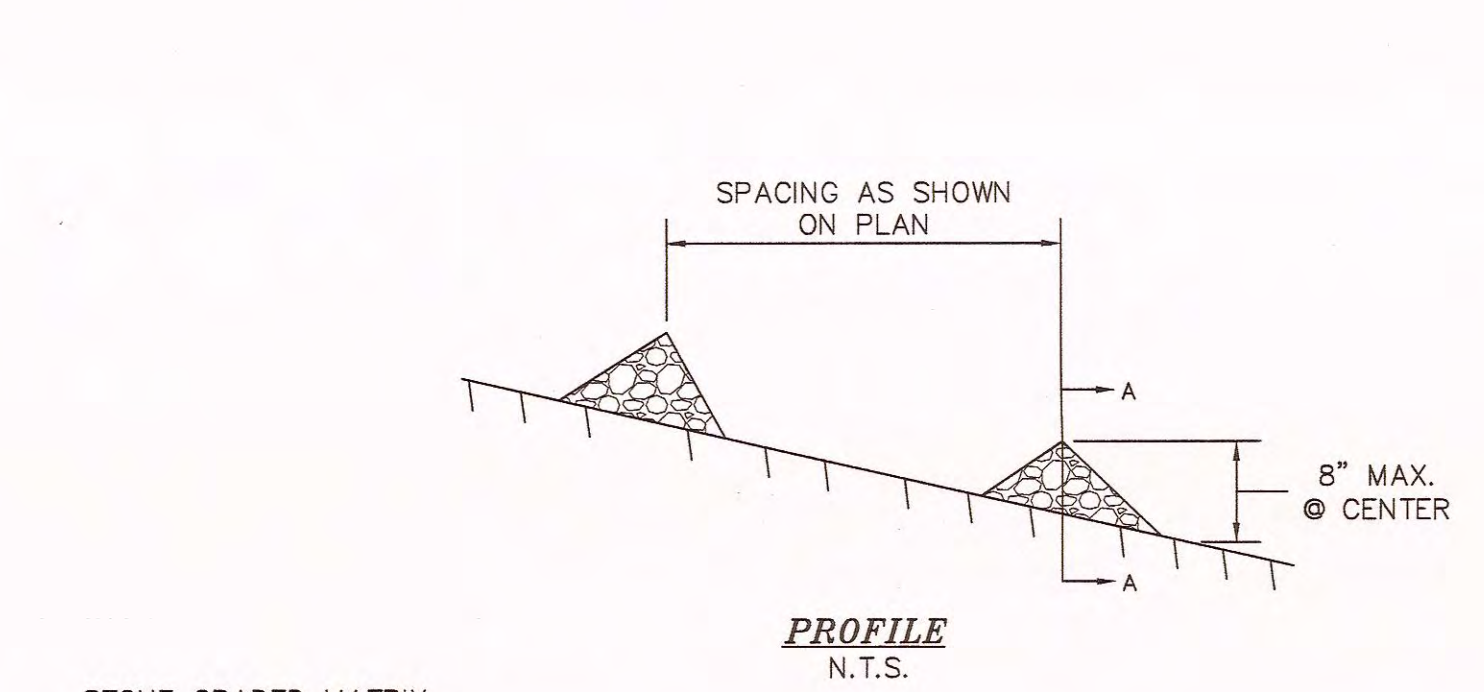 SPACING AS SHOWN
ON PLAN
A
8" MAX.
@ CENTER
A
PROFILE
N.T.S.